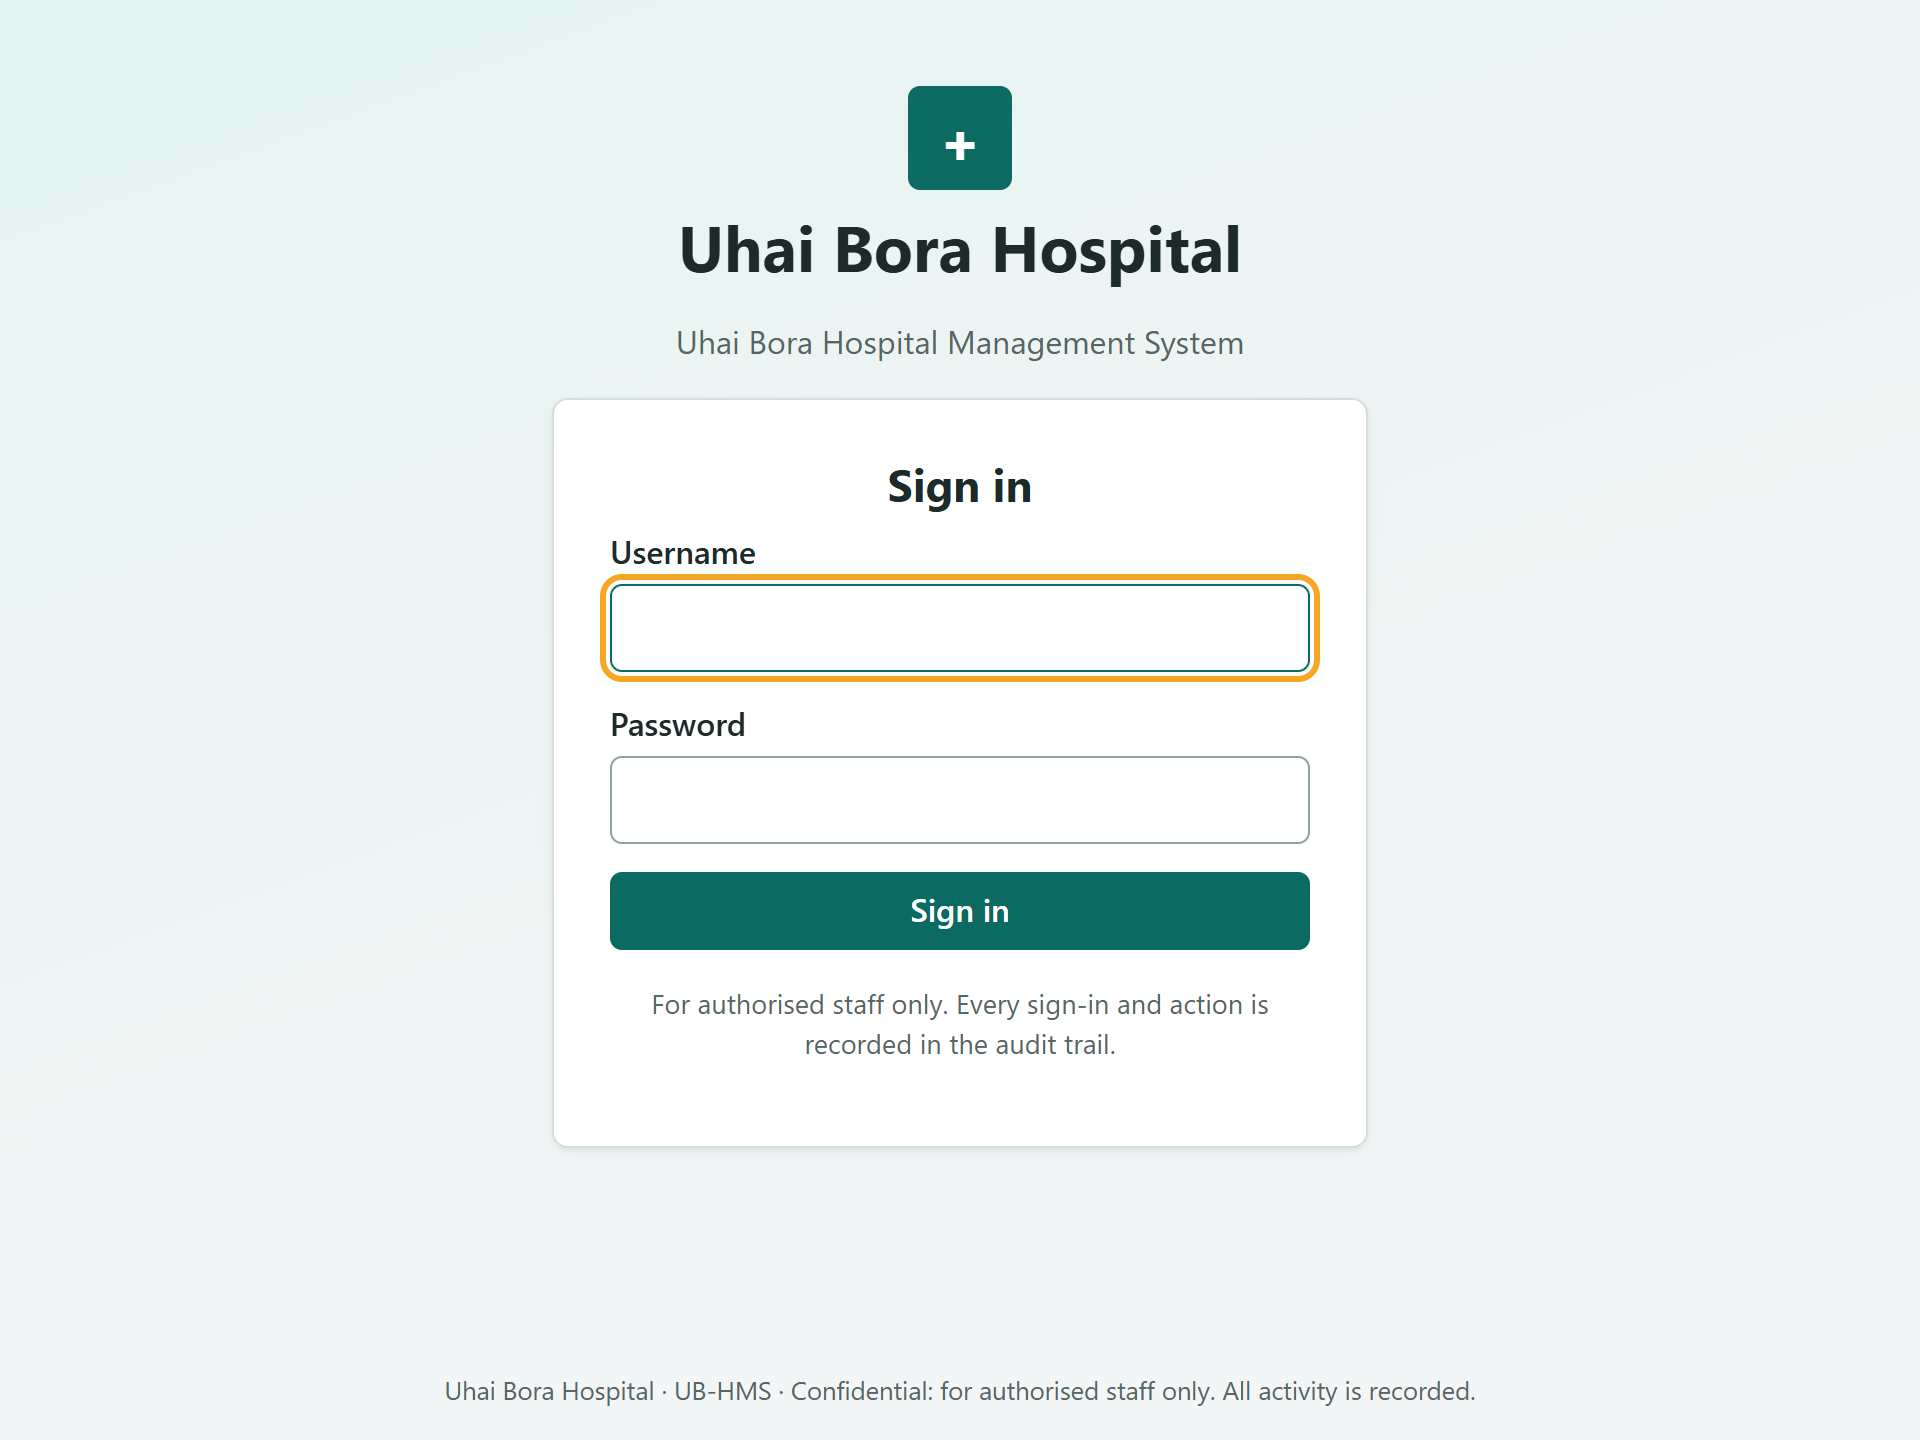 Uhai Bora Hospital
Uhai Bora Hospital Management System
Sign in
Username
Password
Sign in
For authorised staff only. Every sign-in and action is
recorded in the audit trail.
Uhai Bora Hospital · UB-HMS · Confidential: for authorised staff only. All activity is recorded.